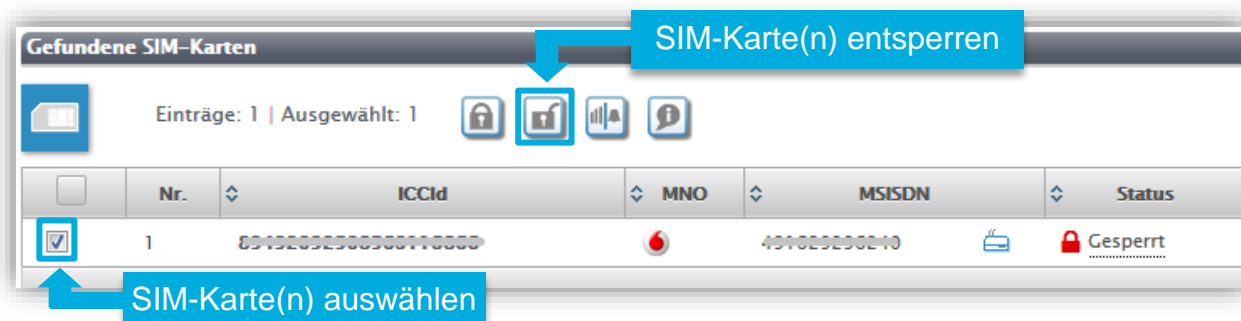 Gefundene SIM-Karten
SIM-Karte(n) entsperren
Einträge: 1 | Ausgewählt: 1
Nr. ICCId MNO MSISDN Status
1 Gesperrt
SIM-Karte(n) auswählen